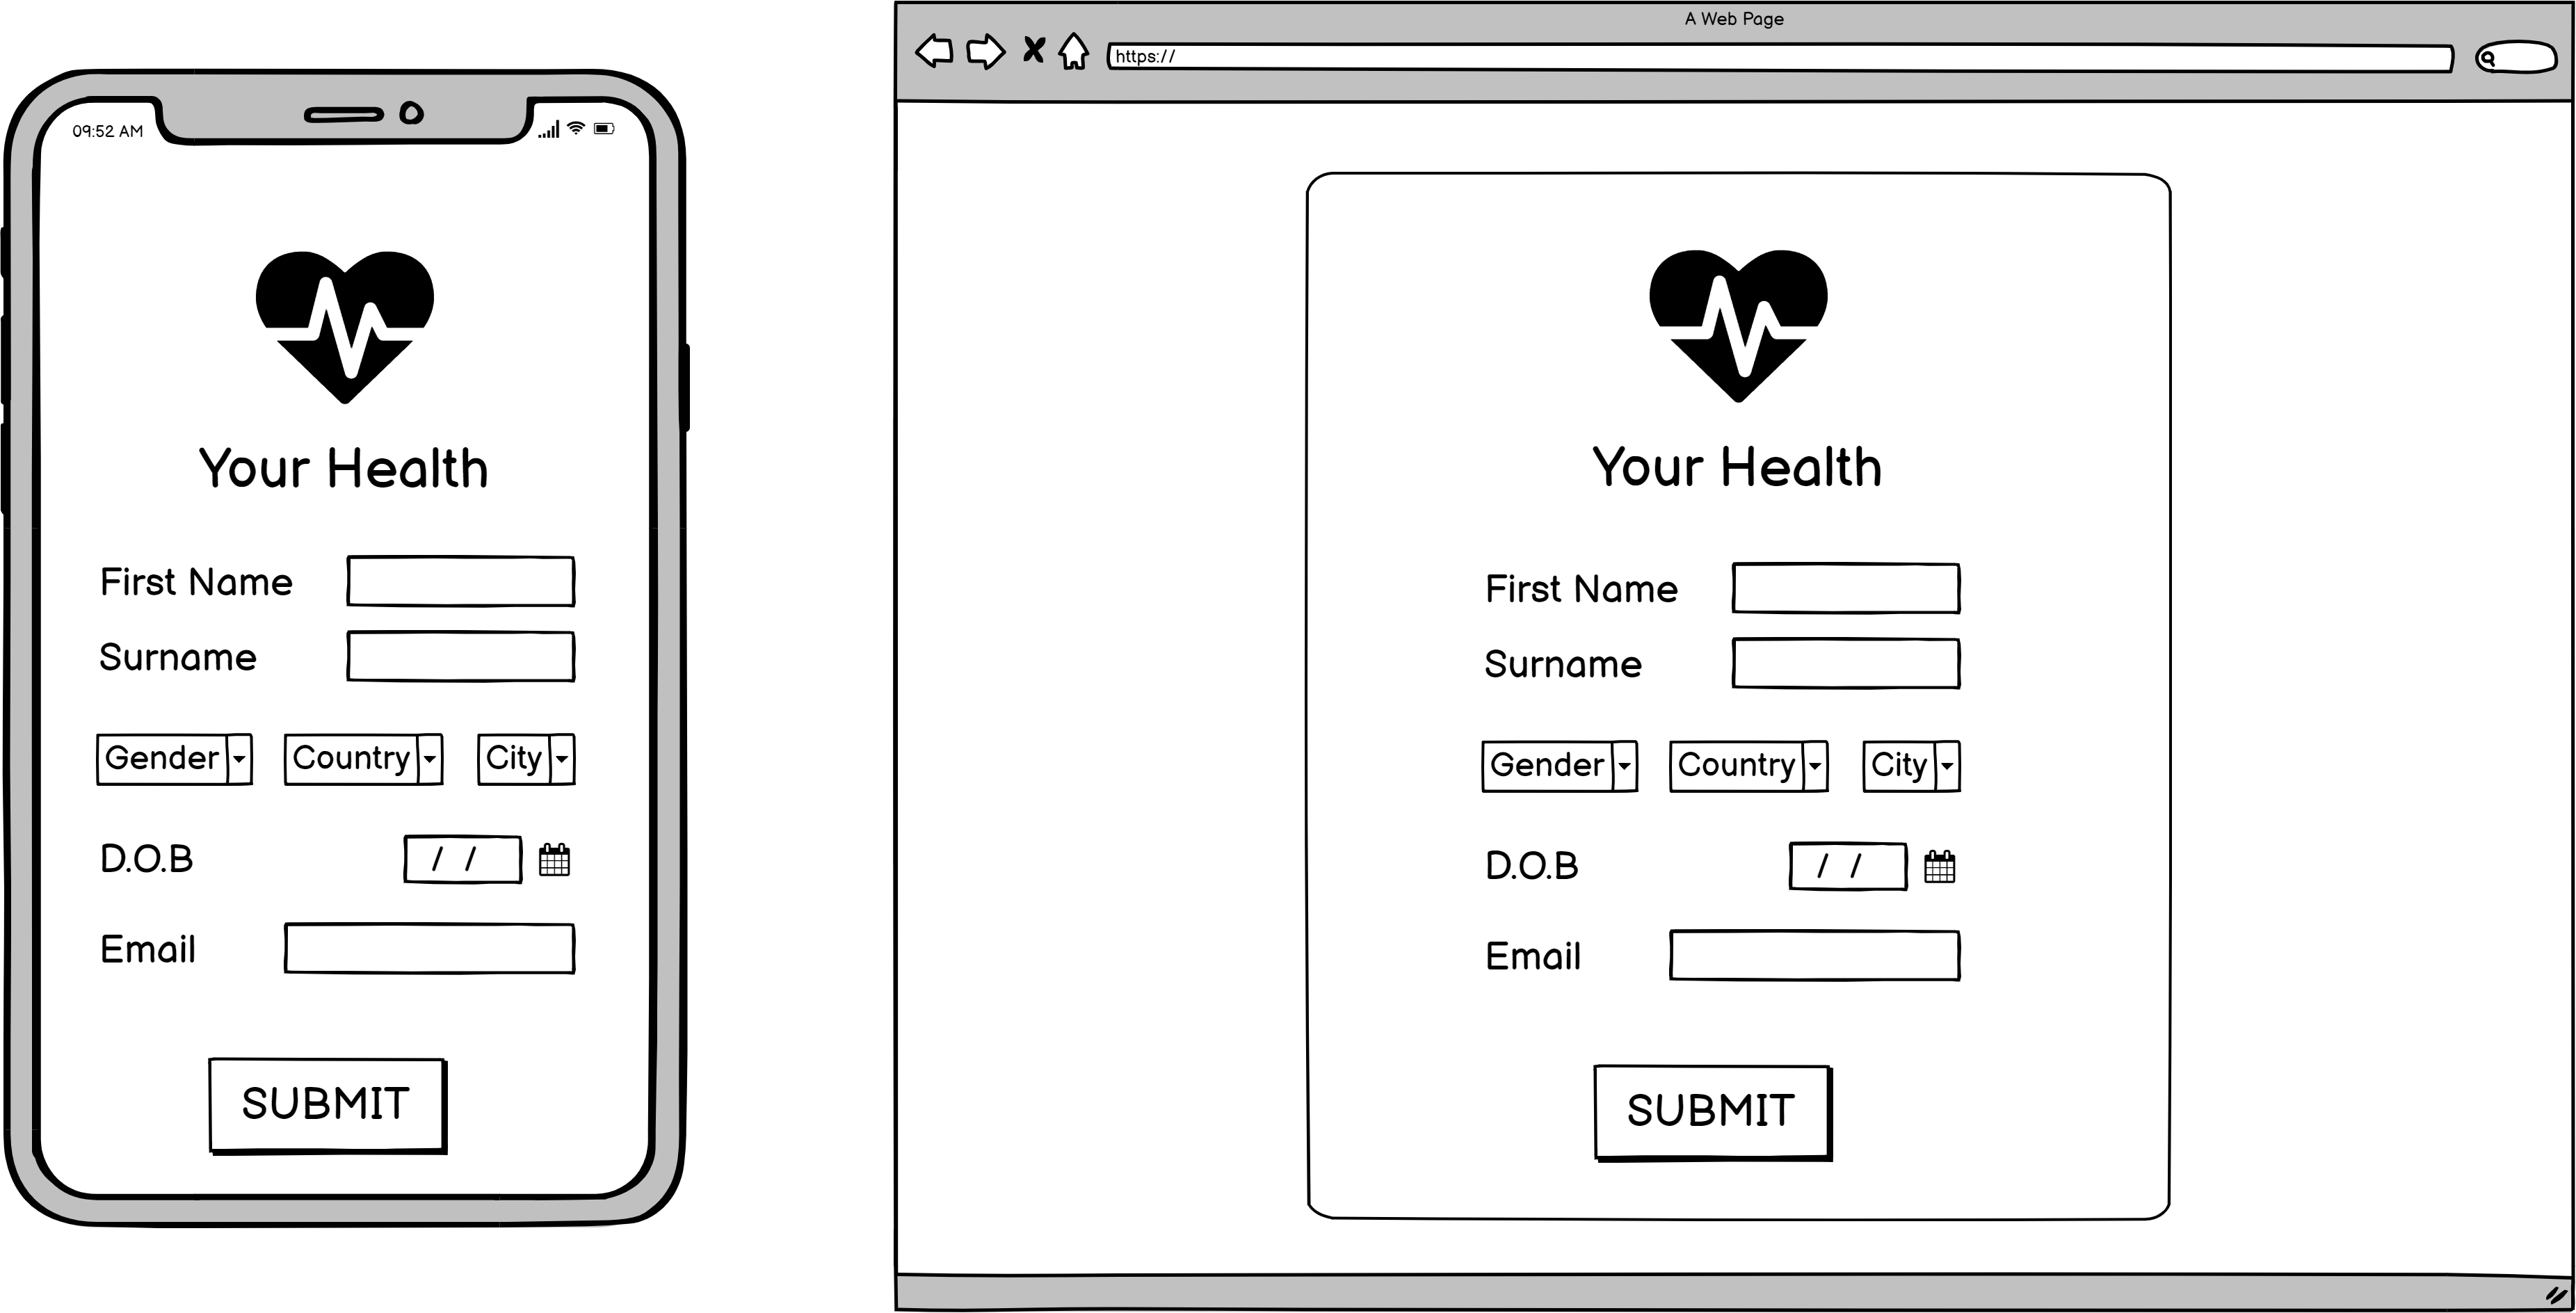 09:52 AM
Your Health
First Name
Surname
Gender Country City
D.O.B / /
Email
SUBMIT
A Web Page
https://
Your Health
First Name
Surname
Gender Country City
D.O.B / /
Email
SUBMIT